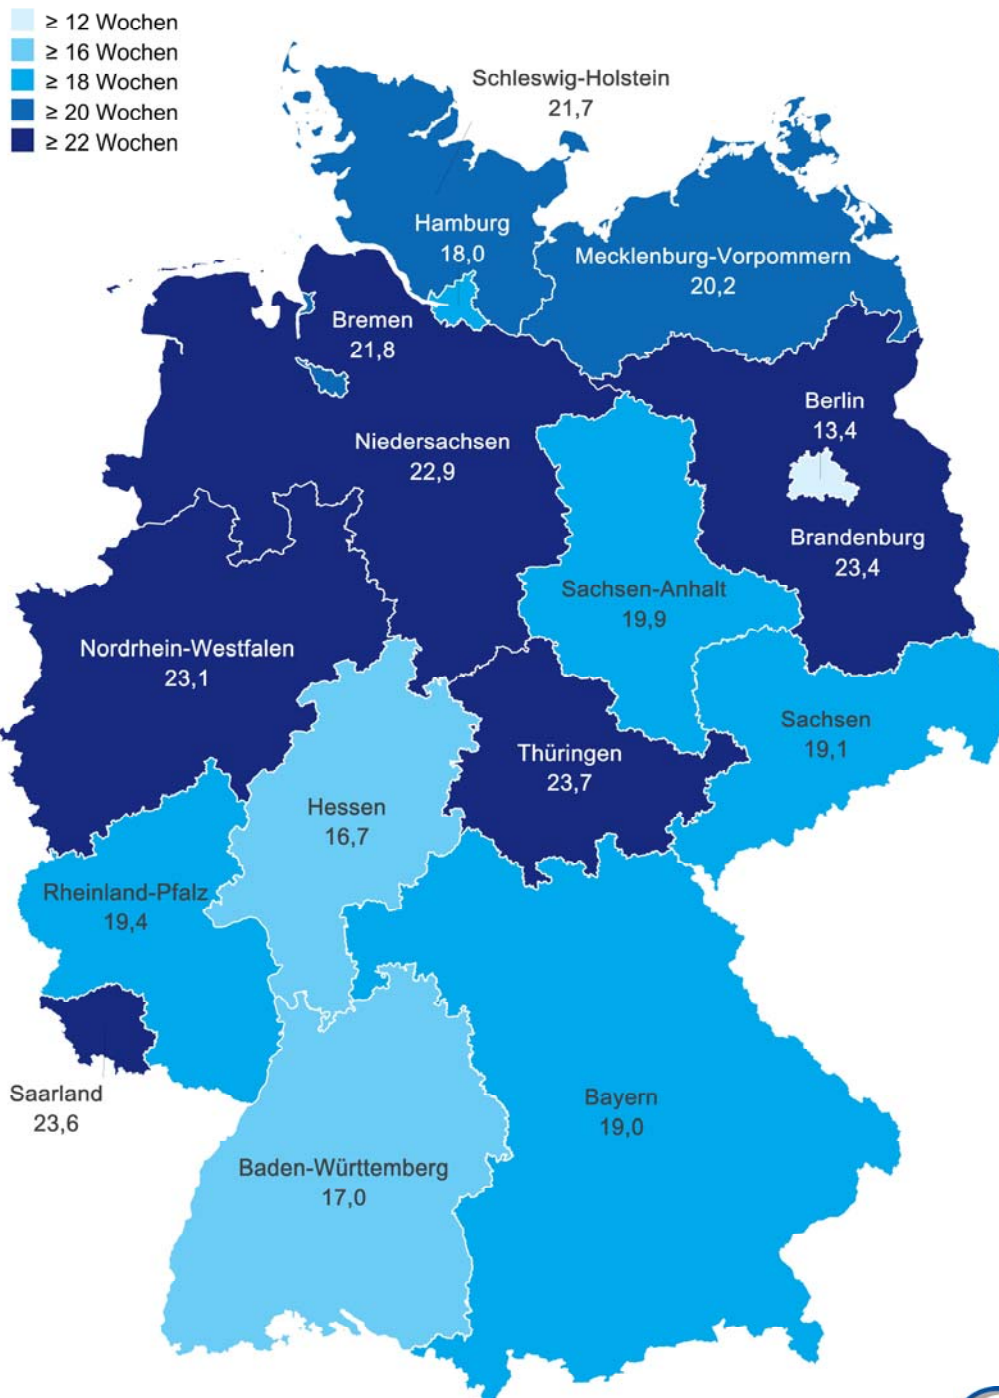 ≥ 12 Wochen
≥ 16 Wochen
≥ 18 Wochen
≥ 20 Wochen
≥ 22 Wochen
Schleswig-Holstein
21,7
Hamburg
18,0
Mecklenburg-Vorpommern
20,2
Bremen
21,8
Berlin
13,4
Niedersachsen
22,9
Brandenburg
23,4
Sachsen-Anhalt
19,9
Nordrhein-Westfalen
23,1
Sachsen
19,1
Thüringen
23,7
Hessen
16,7
Rheinland-Pfalz
19,4
Saarland
23,6
Bayern
19,0
Baden-Württemberg
17,0